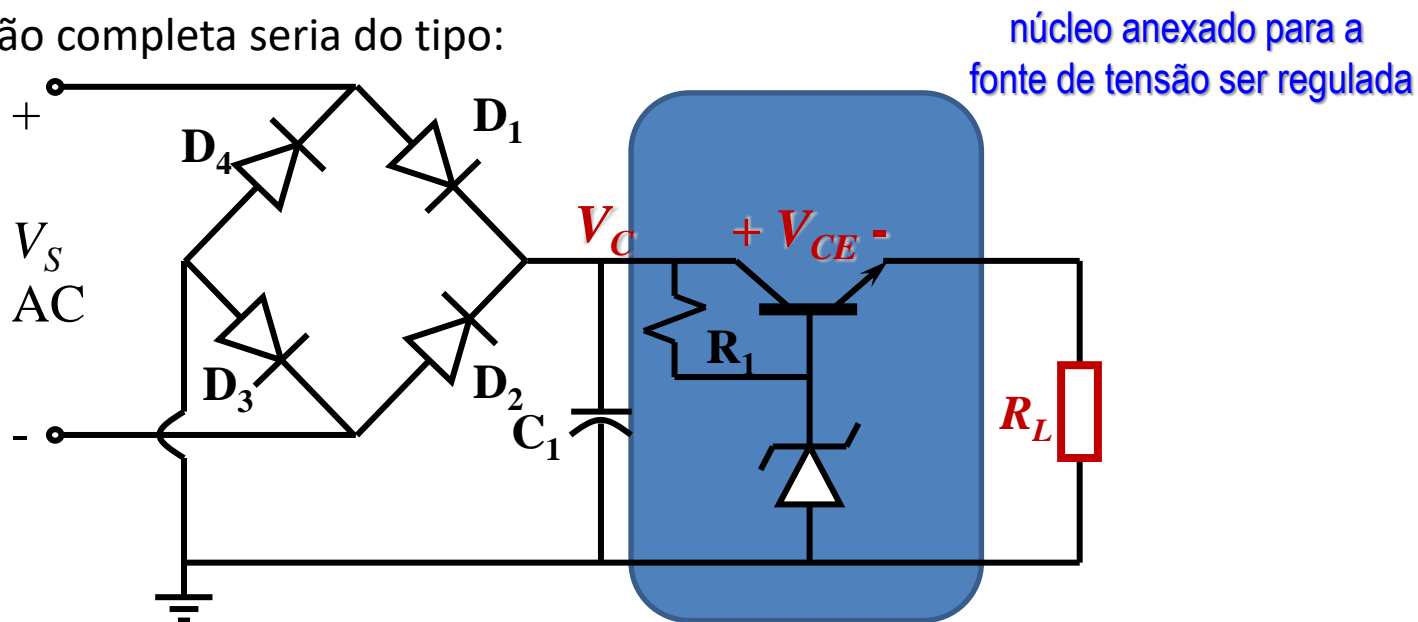 ão completa seria do tipo:
núcleo anexado para a
fonte de tensão ser regulada
+
D1
D4
VS
AC
VC
+ VCE -
R1
D3
D2
-
C1
RL